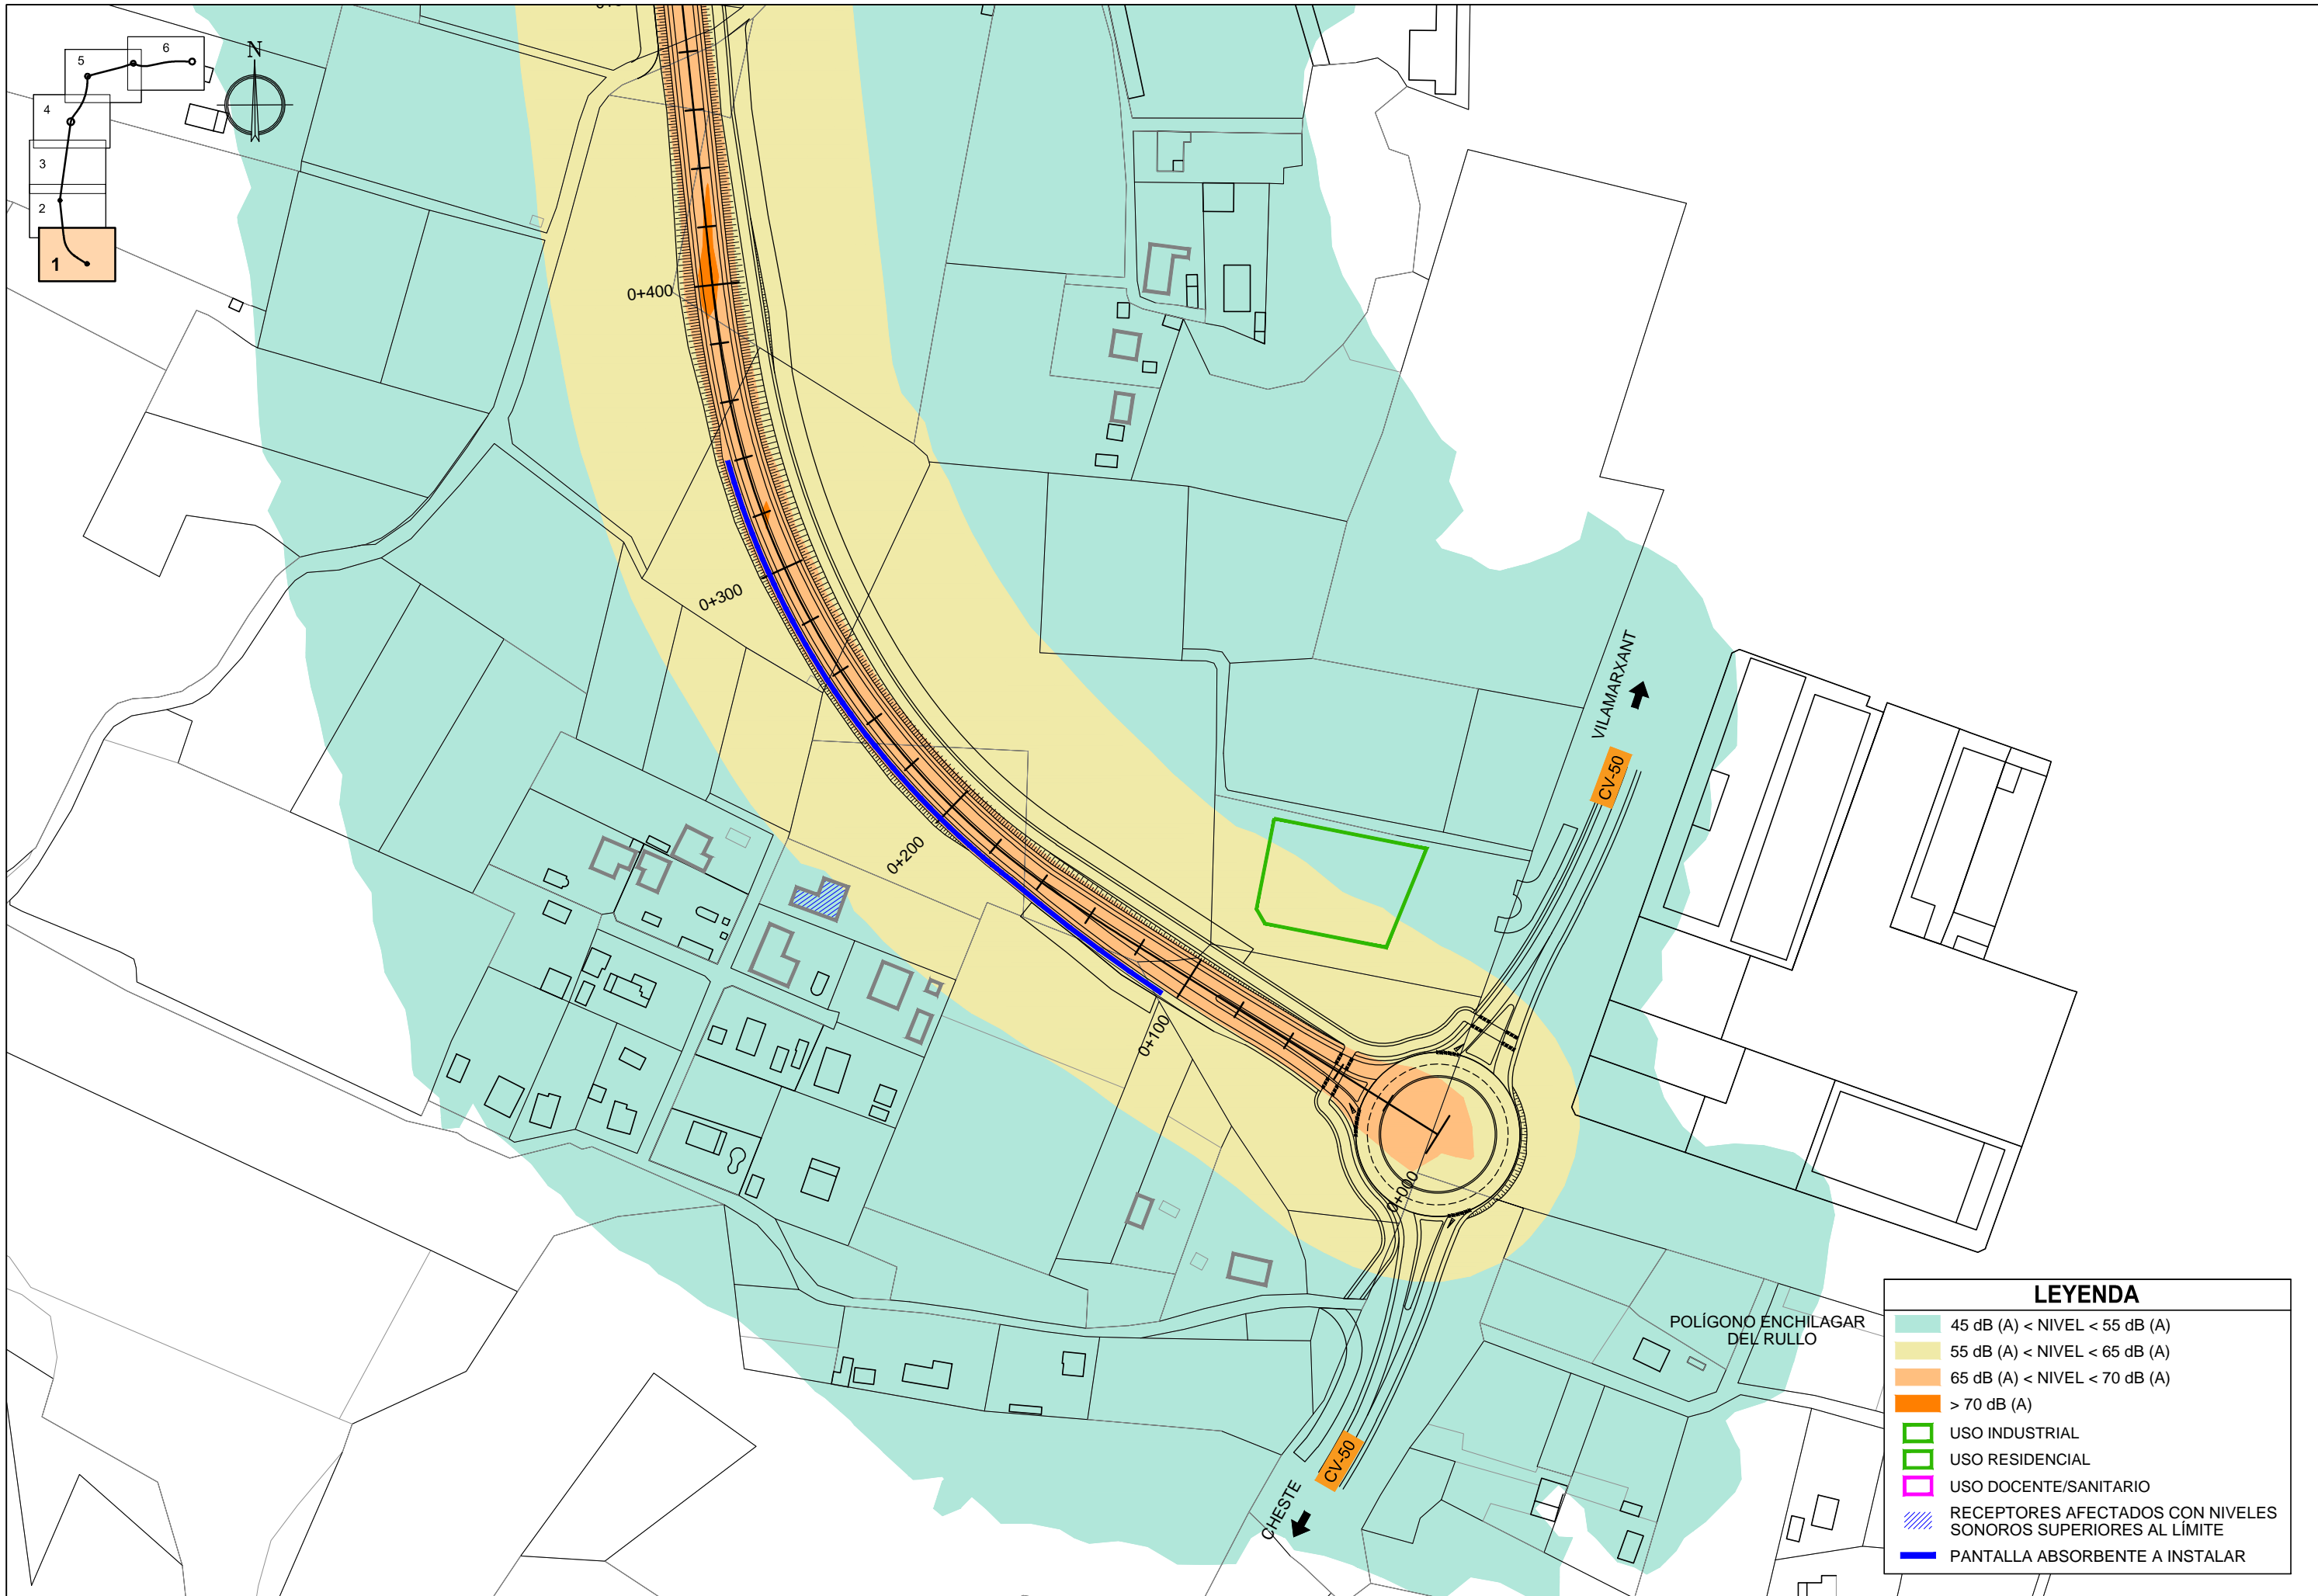 6
5
4
3
2
1
N
0+400
0+300
0+200
0+100
0+000
VILAMARXANT
CV-50
CV-50
CHESTE
POLÍGONO ENCHILAGAR
DEL RULLO
LEYENDA
45 dB (A) < NIVEL < 55 dB (A)
55 dB (A) < NIVEL < 65 dB (A)
65 dB (A) < NIVEL < 70 dB (A)
> 70 dB (A)
USO INDUSTRIAL
USO RESIDENCIAL
USO DOCENTE/SANITARIO
RECEPTORES AFECTADOS CON NIVELES
SONOROS SUPERIORES AL LÍMITE
PANTALLA ABSORBENTE A INSTALAR